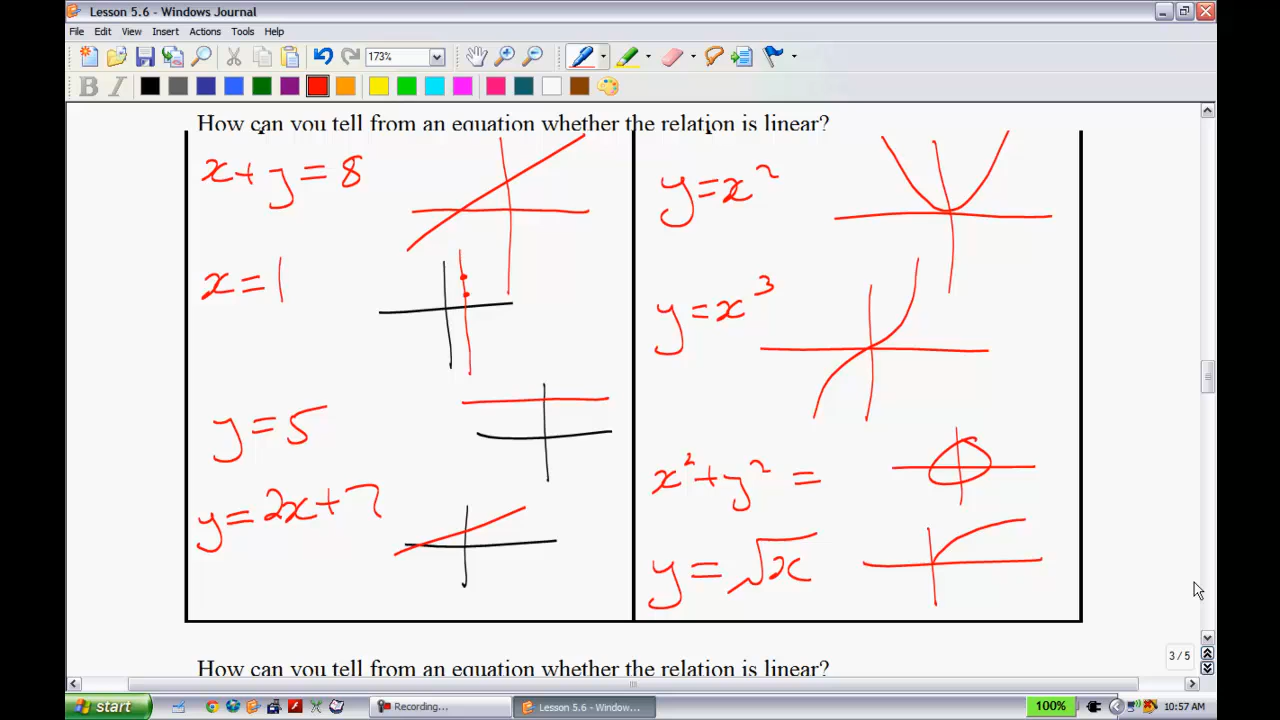 Lesson 5.6 - Windows Journal
File Edit View Insert Actions Tools Help
173%
B I
How can you tell from an equation whether the relation is linear?
x+y=8
x=1
y=5
y=2x+7
y=x²
y=x³
x²+y²=
y=√x
How can you tell from an equation whether the relation is linear?
3/5
start
Recording...
Lesson 5.6 - Window...
100%
10:57 AM